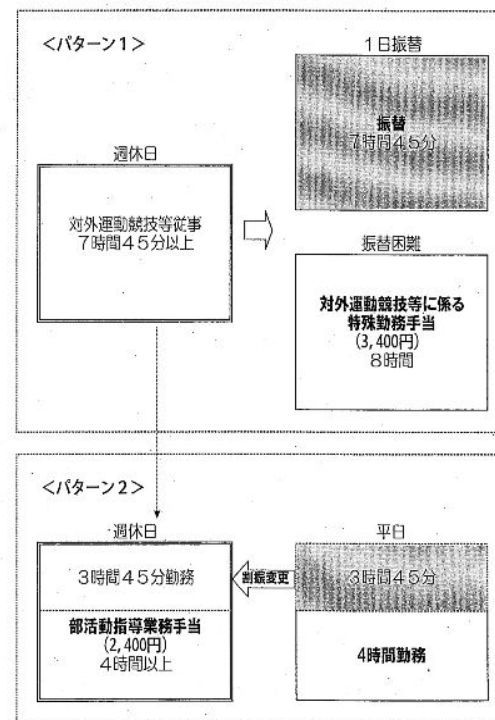 <パターン1>
1日振替
振替
7時間45分
週休日
対外運動競技等従事
7時間45分以上
振替困難
対外運動競技等に係る
特殊勤務手当
(3,400円)
8時間
<パターン2>
週休日
3時間45分勤務
部活動指導業務手当
(2,400円)
4時間以上
割振変更
平日
3時間45分
4時間勤務